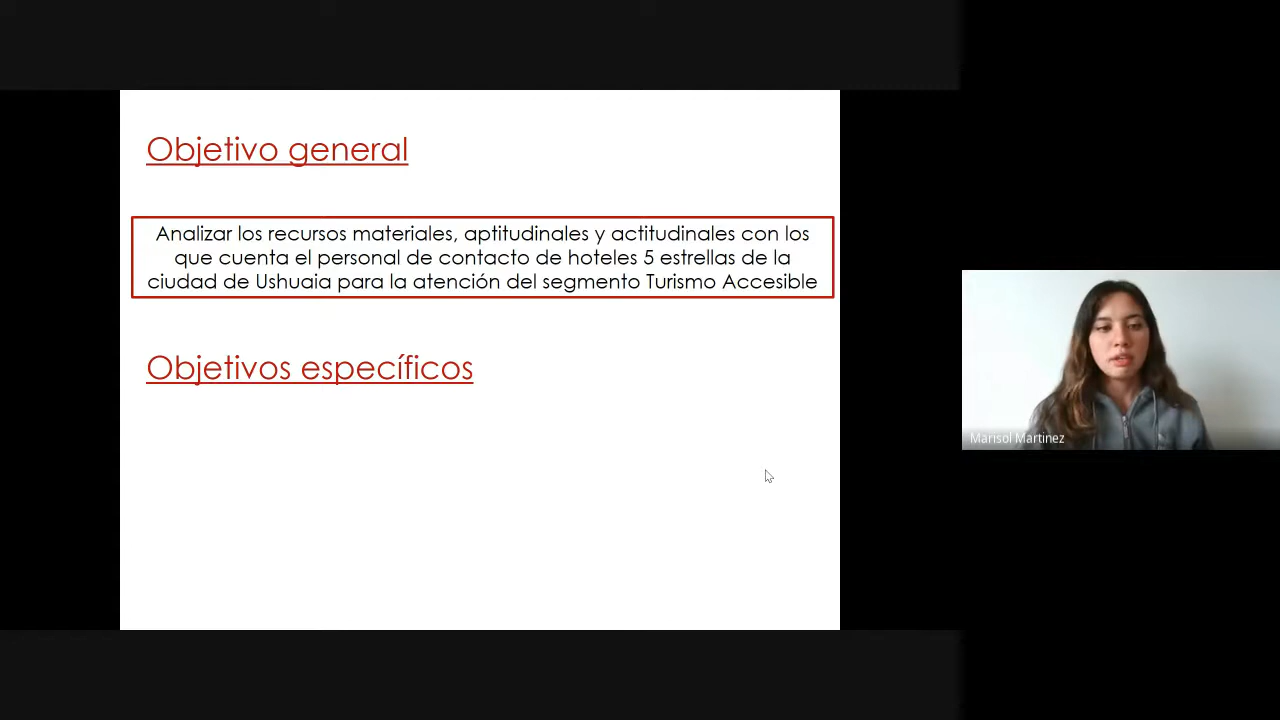 Objetivo general
Analizar los recursos materiales, aptitudinales y actitudinales con los
que cuenta el personal de contacto de hoteles 5 estrellas de la
ciudad de Ushuaia para la atención del segmento Turismo Accesible
Objetivos específicos
Marisol Martinez